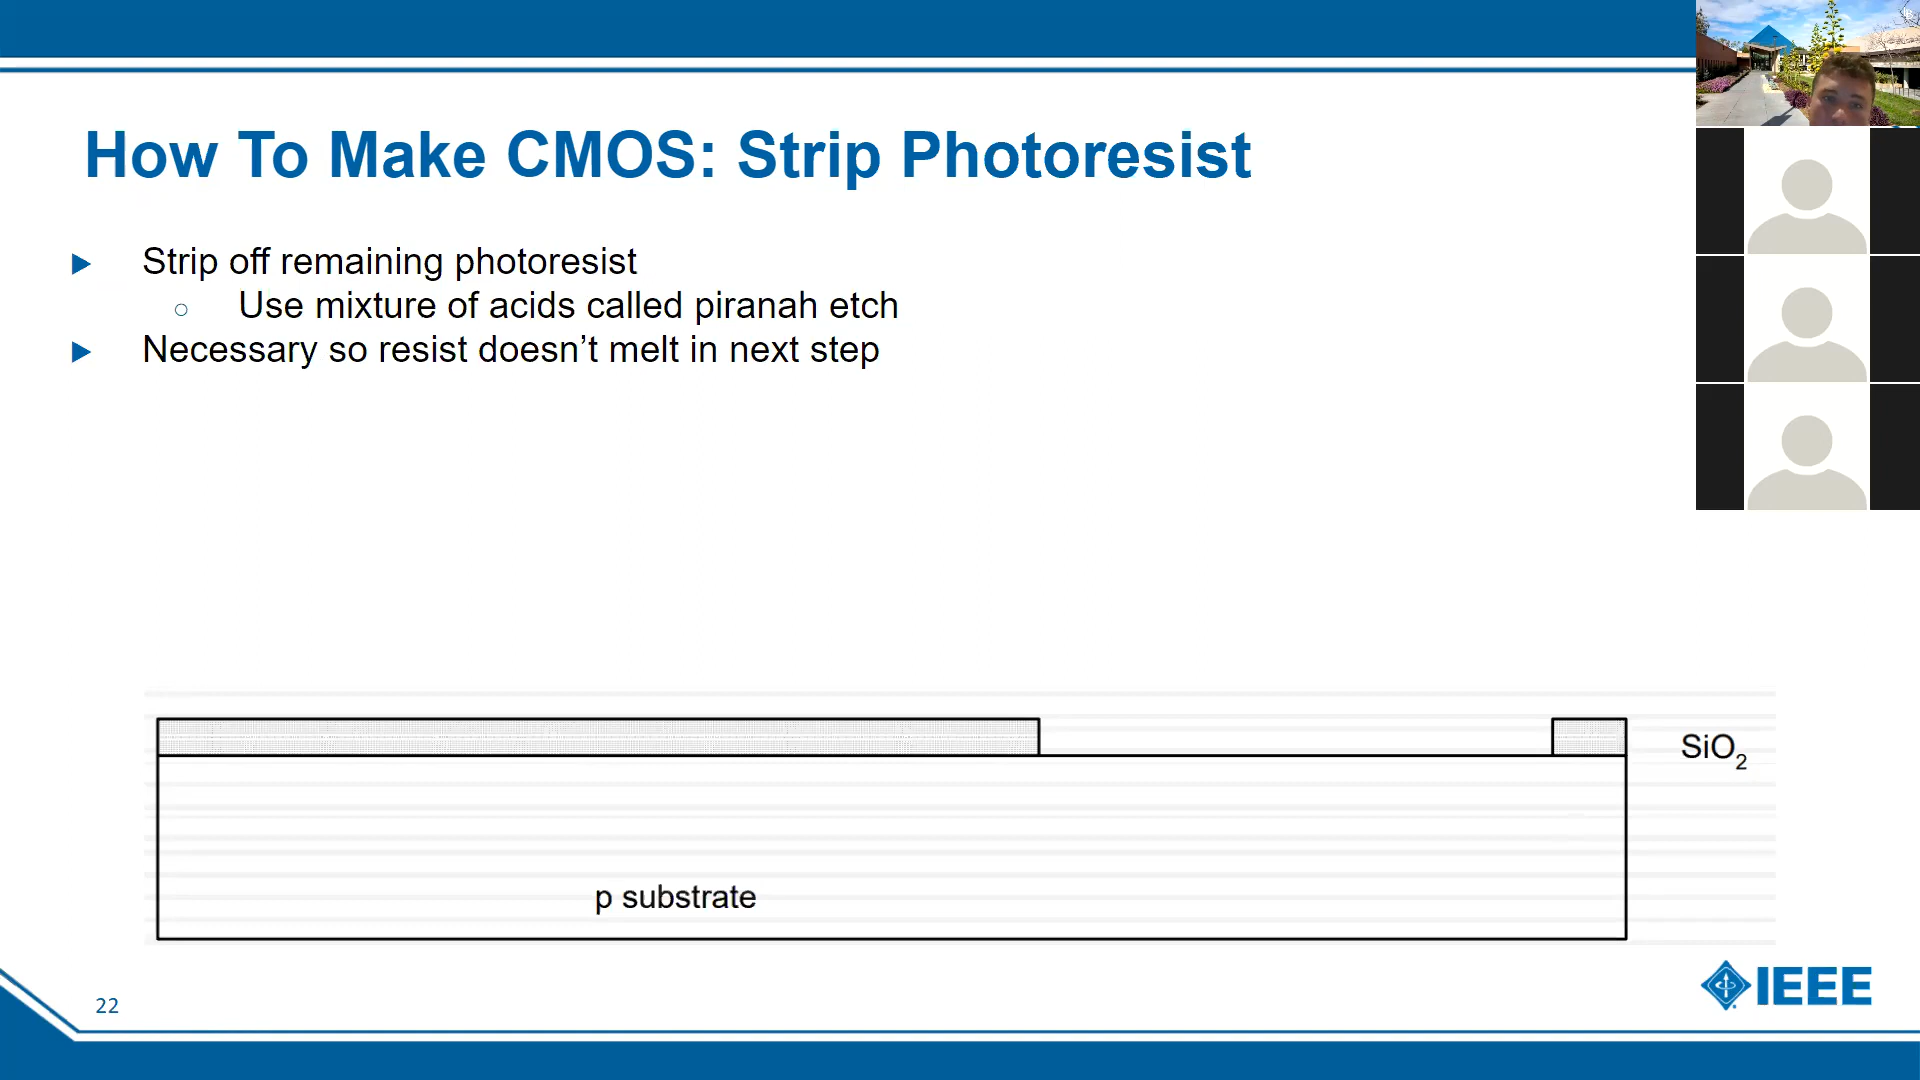 How To Make CMOS: Strip Photoresist
Strip off remaining photoresist
Use mixture of acids called piranah etch
Necessary so resist doesn’t melt in next step
SiO2
p substrate
22
IEEE